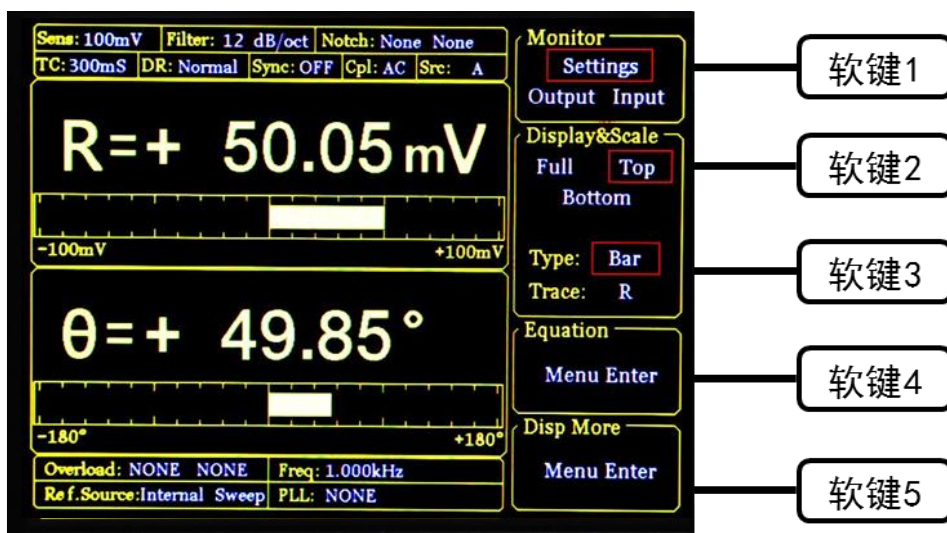 Sens: 100mV Filter: 12 dB/oct Notch: None None
TC: 300mS DR: Normal Sync: OFF Cpl: AC Src: A
R=+ 50.05 mV
-100mV +100mV
θ=+ 49.85°
-180° +180°
Overload: NONE NONE Freq: 1.000kHz
Ref.Source:Internal Sweep PLL: NONE
Monitor
Settings
Output Input
Display&Scale
Full Top
Bottom
Type: Bar
Trace: R
Equation
Menu Enter
Disp More
Menu Enter
软键1
软键2
软键3
软键4
软键5